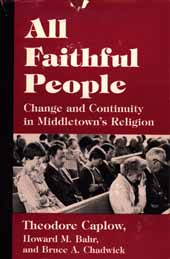 All
Faithful
People
Change and Continuity
in Middletown's Religion
Theodore Caplow,
Howard M. Bahr,
and Bruce A. Chadwick